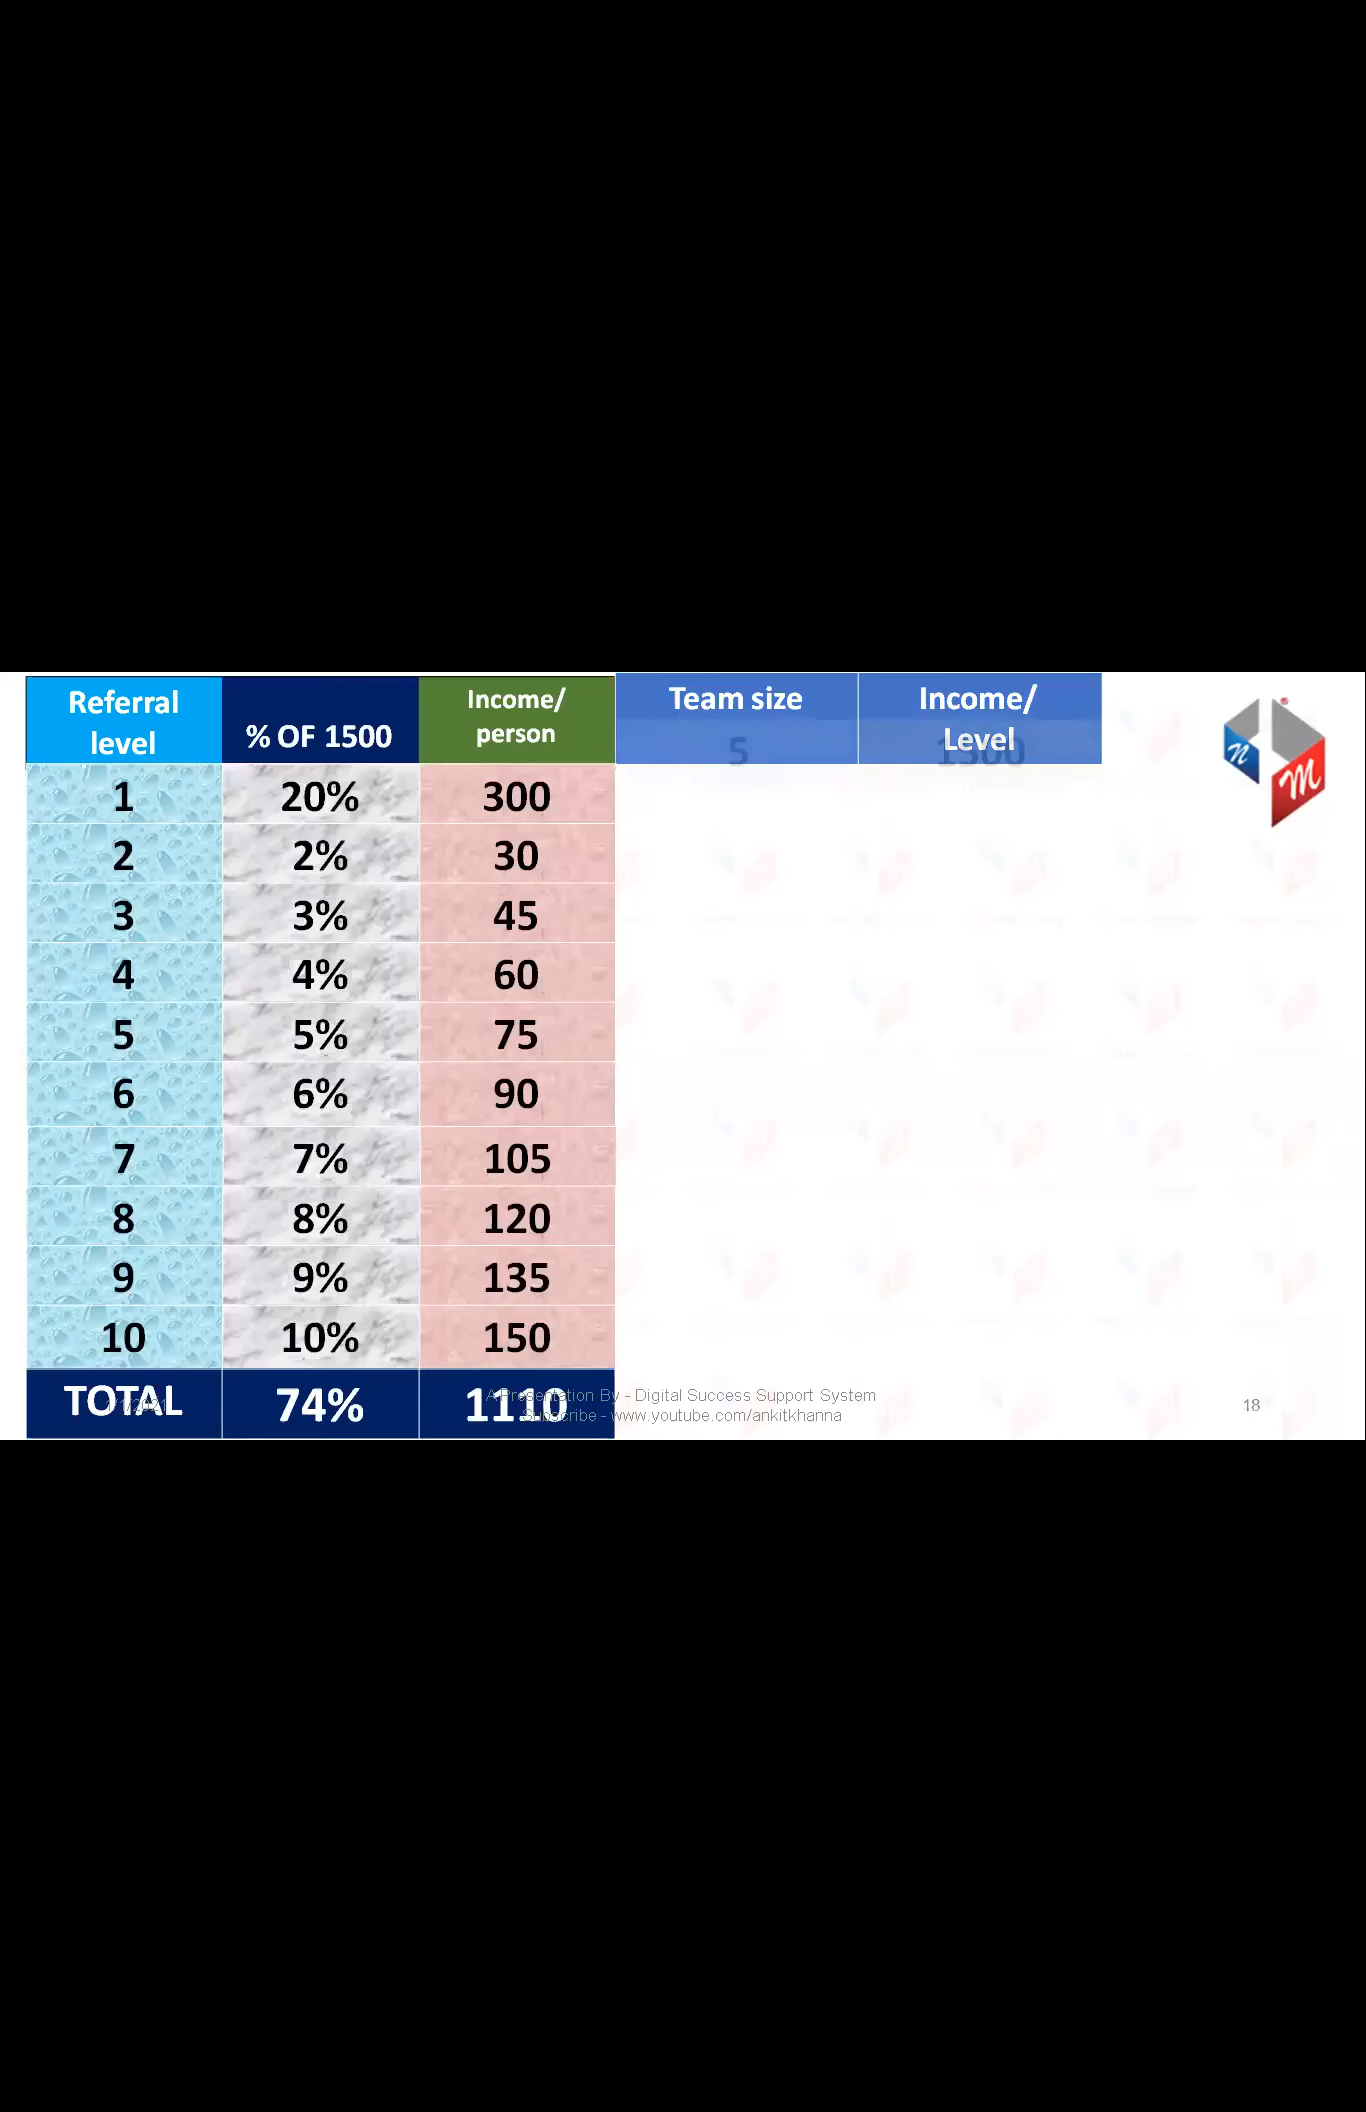 Referral level	% OF 1500	Income/ person	Team size	Income/ Level
5	1500
1	20%	300
2	2%	30
3	3%	45
4	4%	60
5	5%	75
6	6%	90
7	7%	105
8	8%	120
9	9%	135
10	10%	150
TOTAL	74%	1110
A Presentation By - Digital Success Support System
Subscribe - www.youtube.com/ankitkhanna
18
n
m